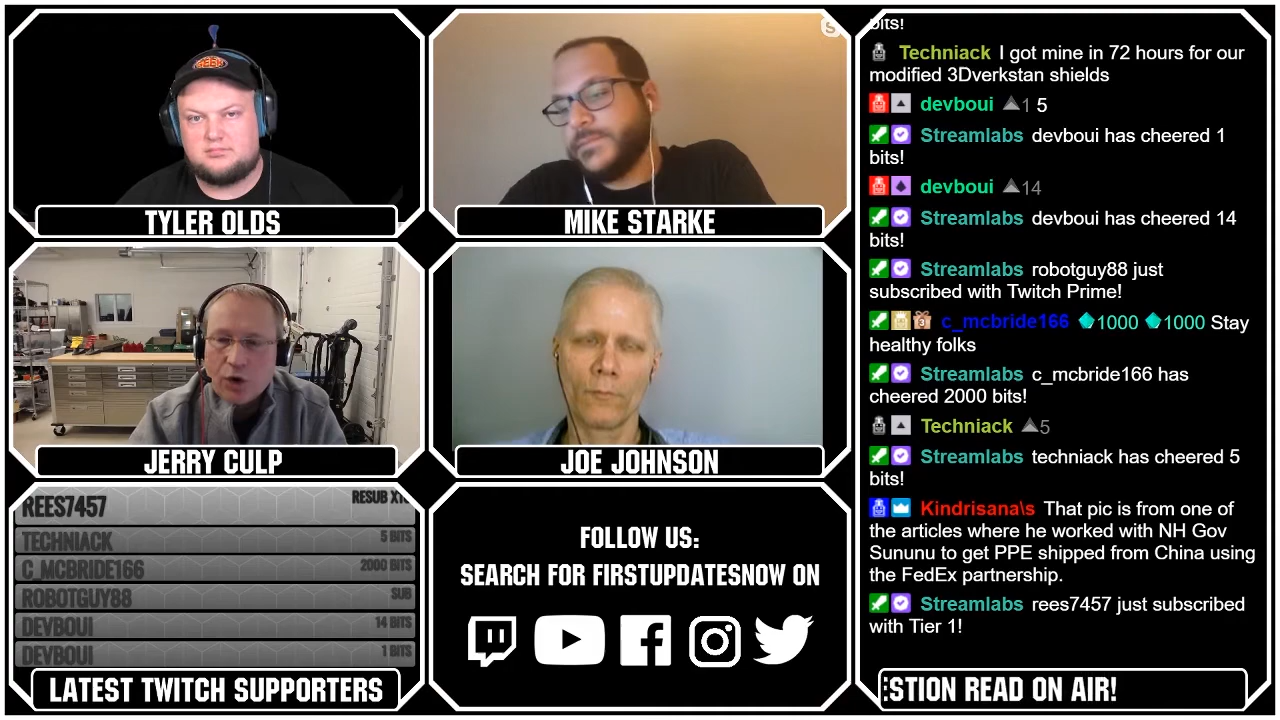 GEEK
TYLER OLDS
MIKE STARKE
JERRY CULP
JOE JOHNSON
REES7457
RESUB
TECHNIACK
5 BITS
C_MCBRIDE166
2000 BITS
ROBOTGUY88
SUB
DEVBOUI
14 BITS
DEVBOUI
1 BITS
LATEST TWITCH SUPPORTERS
FOLLOW US:
SEARCH FOR FIRSTUPDATESNOW ON
bits!
Techniack I got mine in 72 hours for our
modified 3Dverkstan shields
devboui 1 5
Streamlabs devboui has cheered 1
bits!
devboui 14
Streamlabs devboui has cheered 14
bits!
Streamlabs robotguy88 just
subscribed with Twitch Prime!
3 c_mcbride166 1000 1000 Stay
healthy folks
Streamlabs c_mcbride166 has
cheered 2000 bits!
Techniack 5
Streamlabs techniack has cheered 5
bits!
Kindrisana\s That pic is from one of
the articles where he worked with NH Gov
Sununu to get PPE shipped from China using
the FedEx partnership.
Streamlabs rees7457 just subscribed
with Tier 1!
STION READ ON AIR!